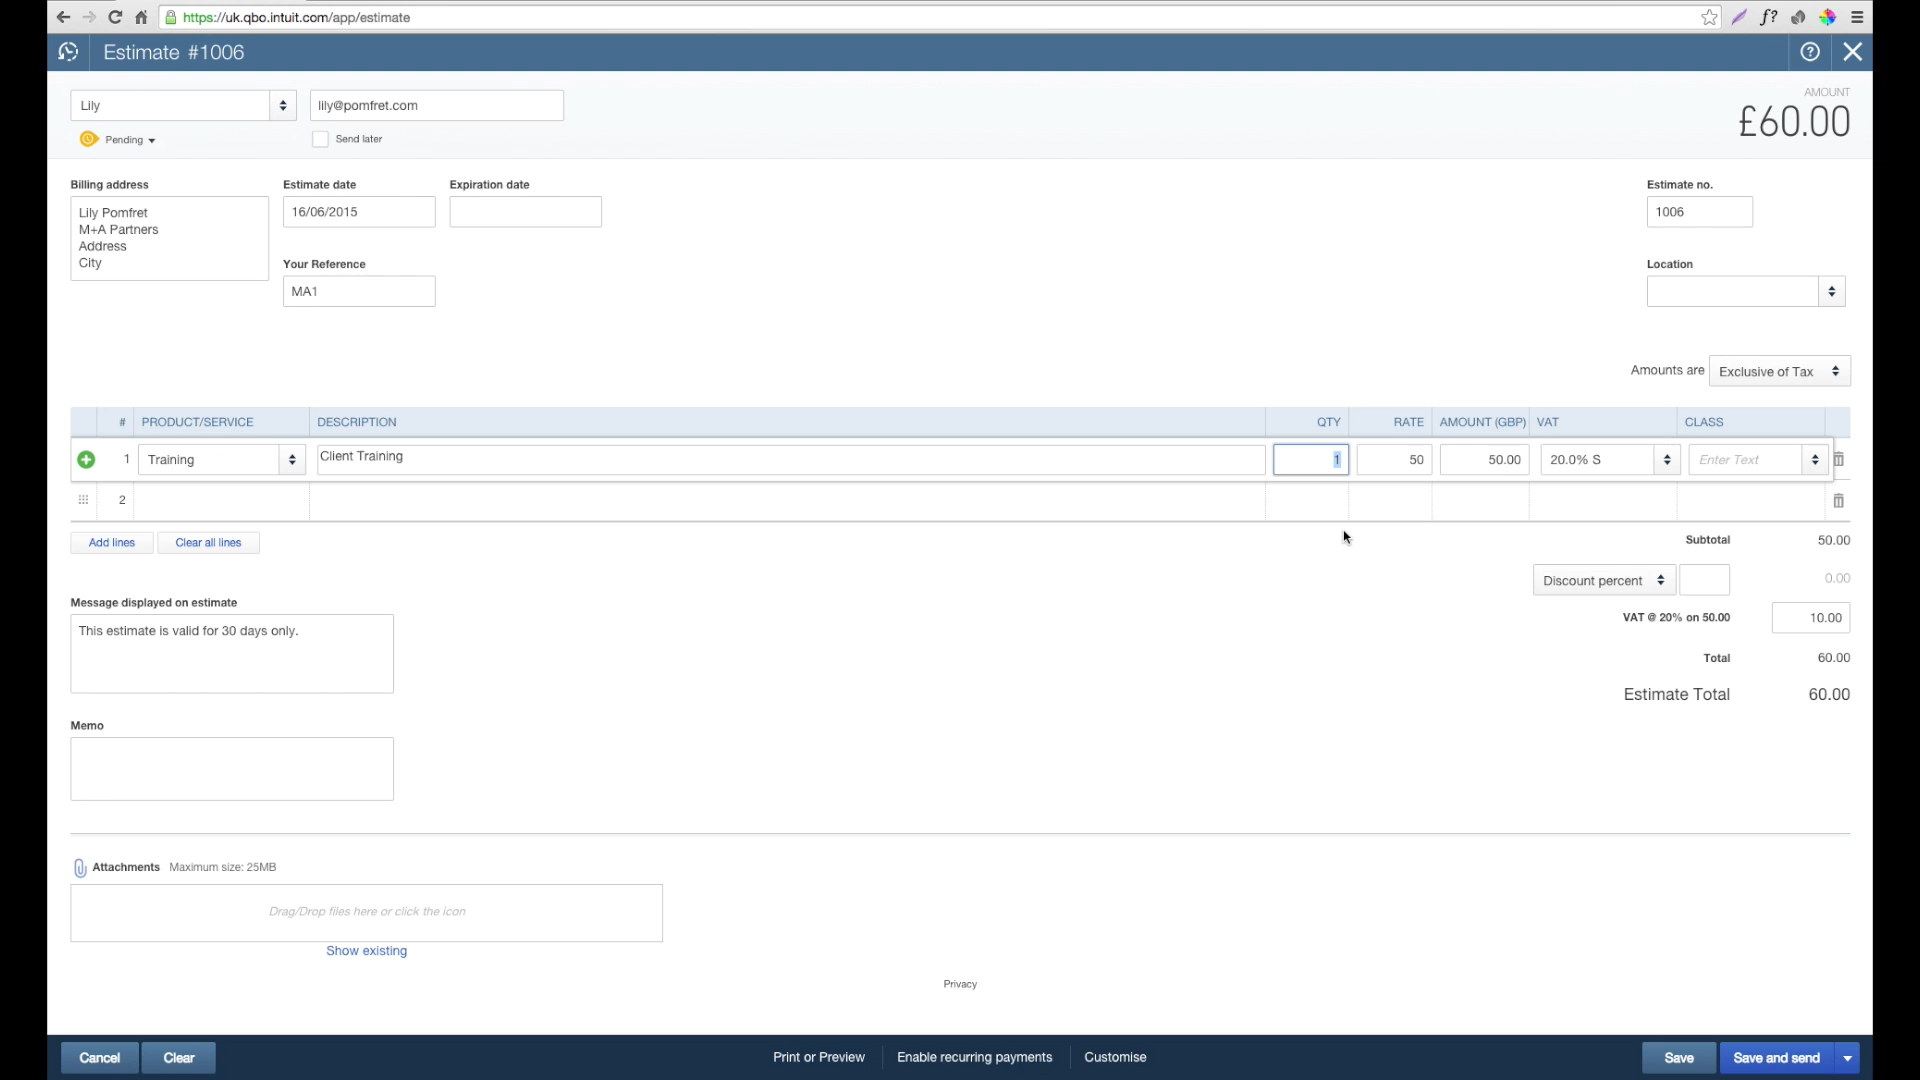 https://uk.qbo.intuit.com/app/estimate
f?
Estimate #1006
Lily
lily@pomfret.com
AMOUNT
£60.00
Pending
Send later
Billing address
Estimate date
Expiration date
Estimate no.
Lily Pomfret
M+A Partners
Address
City
16/06/2015
1006
Your Reference
Location
MA1
Amounts are
Exclusive of Tax
# PRODUCT/SERVICE DESCRIPTION QTY RATE AMOUNT (GBP) VAT CLASS
1 Training Client Training 1 50 50.00 20.0% S Enter Text
2
Add lines
Clear all lines
Subtotal 50.00
Discount percent 0.00
Message displayed on estimate
This estimate is valid for 30 days only.
VAT @ 20% on 50.00 10.00
Total 60.00
Estimate Total 60.00
Memo
Attachments Maximum size: 25MB
Drag/Drop files here or click the icon
Show existing
Privacy
Cancel
Clear
Print or Preview
Enable recurring payments
Customise
Save
Save and send